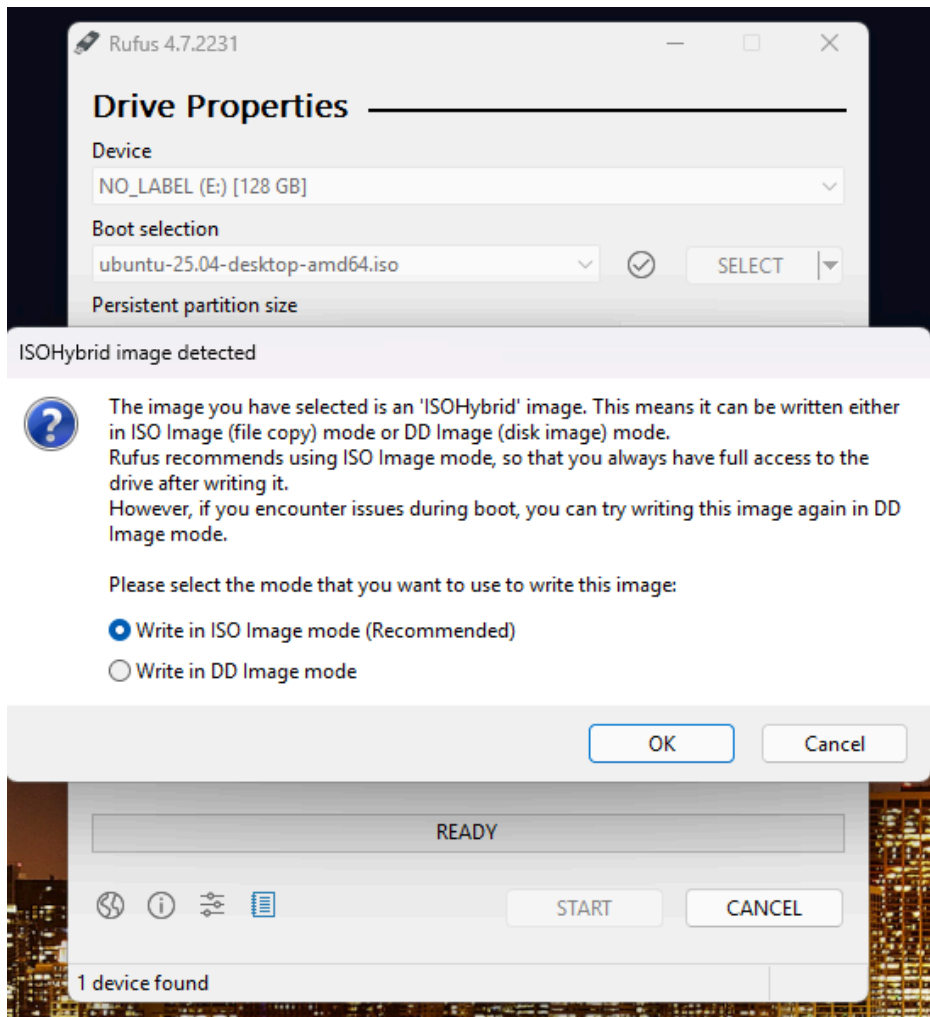 Rufus 4.7.2231
Drive Properties
Device
NO_LABEL (E:) [128 GB]
Boot selection
ubuntu-25.04-desktop-amd64.iso
SELECT
Persistent partition size
ISOHybrid image detected
The image you have selected is an 'ISOHybrid' image. This means it can be written either
in ISO Image (file copy) mode or DD Image (disk image) mode.
Rufus recommends using ISO Image mode, so that you always have full access to the
drive after writing it.
However, if you encounter issues during boot, you can try writing this image again in DD
Image mode.
Please select the mode that you want to use to write this image:
Write in ISO Image mode (Recommended)
Write in DD Image mode
OK
Cancel
READY
START
CANCEL
1 device found